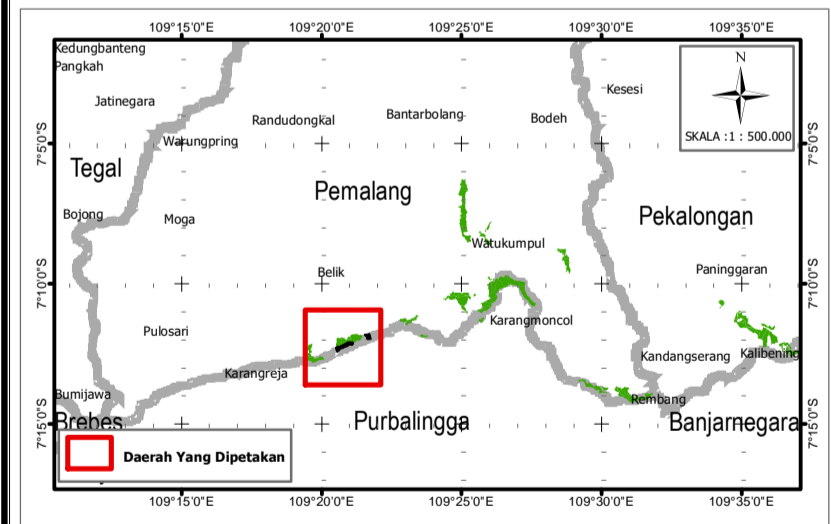 109°15'0"E 109°20'0"E 109°25'0"E 109°30'0"E 109°35'0"E
Kedungbanteng
Pangkah
N
Kesesi
Jatinegara
Randudongkal
Bantarbolang
Bodeh
SKALA :1 : 500.000
7°5'0"S
Warungpring
7°5'0"S
Tegal
Pemalang
Bojong
Moga
Pekalongan
Watukumpul
Belik
Paninggaran
7°10'0"S
7°10'0"S
Karangmoncol
Pulosari
Kandangserang
Kalibening
Karangreja
Bumijawa
Rembang
Brebes
Purbalingga
Banjarnegara
7°15'0"S
7°15'0"S
Daerah Yang Dipetakan
109°15'0"E 109°20'0"E 109°25'0"E 109°30'0"E 109°35'0"E